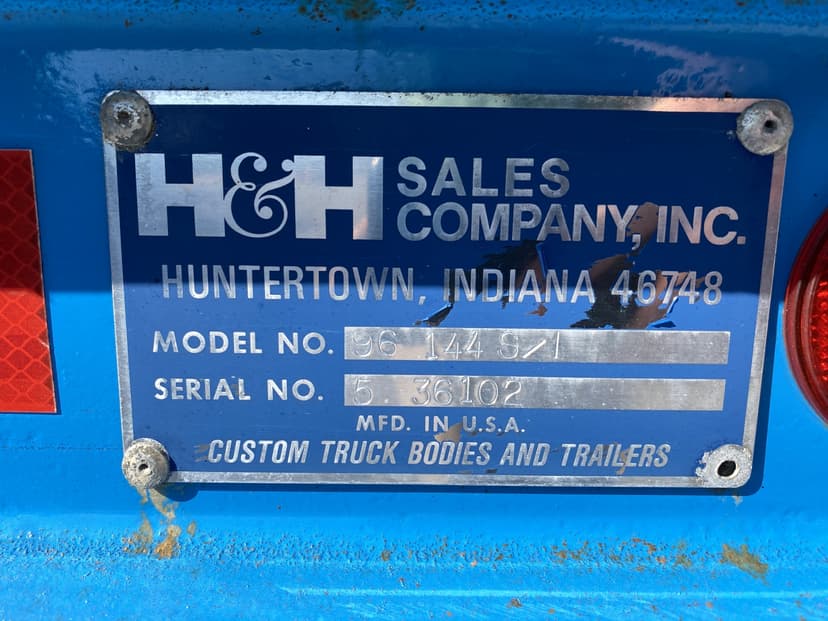 H&H SALES
COMPANY, INC.
HUNTERTOWN, INDIANA 46748
MODEL NO. 96 144 S/1
SERIAL NO. 5 36102
MFD. IN U.S.A.
CUSTOM TRUCK BODIES AND TRAILERS